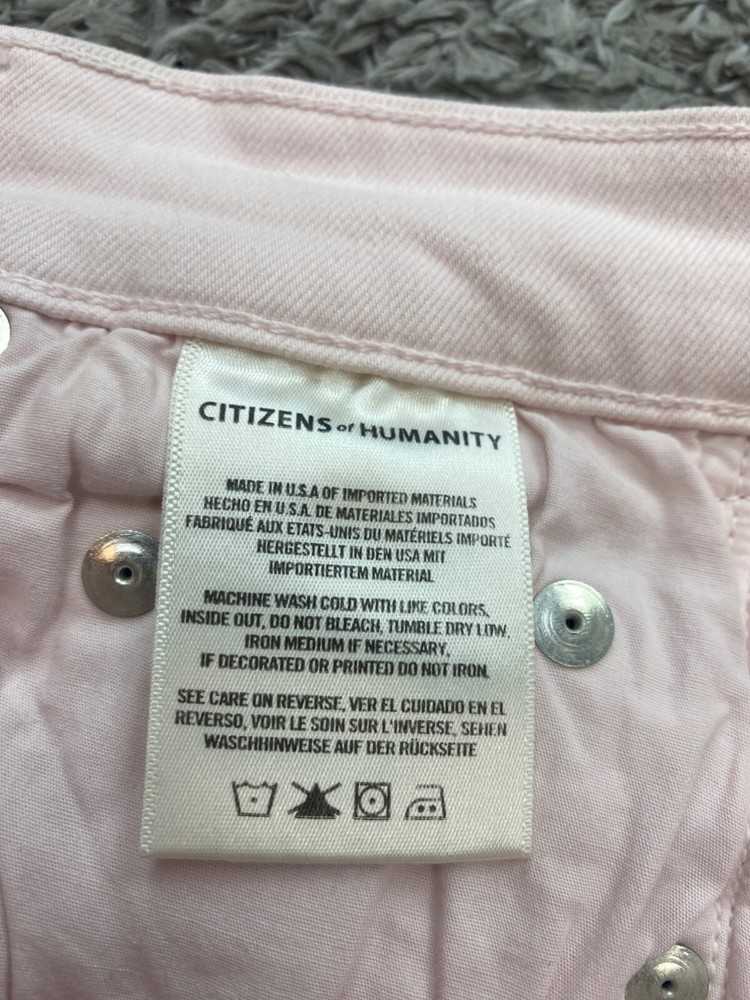 CITIZENS of HUMANITY
MADE IN U.S.A OF IMPORTED MATERIALS
HECHO EN U.S.A. DE MATERIALES IMPORTADOS
FABRIQUÉ AUX ETATS-UNIS DU MATÉRIELS IMPORTÉ
HERGESTELLT IN DEN USA MIT
IMPORTIERTEM MATERIAL
MACHINE WASH COLD WITH LIKE COLORS,
INSIDE OUT, DO NOT BLEACH, TUMBLE DRY LOW,
IRON MEDIUM IF NECESSARY,
IF DECORATED OR PRINTED DO NOT IRON.
SEE CARE ON REVERSE, VER EL CUIDADO EN EL
REVERSO, VOIR LE SOIN SUR L'INVERSE, SEHEN
WASCHHINWEISE AUF DER RÜCKSEITE